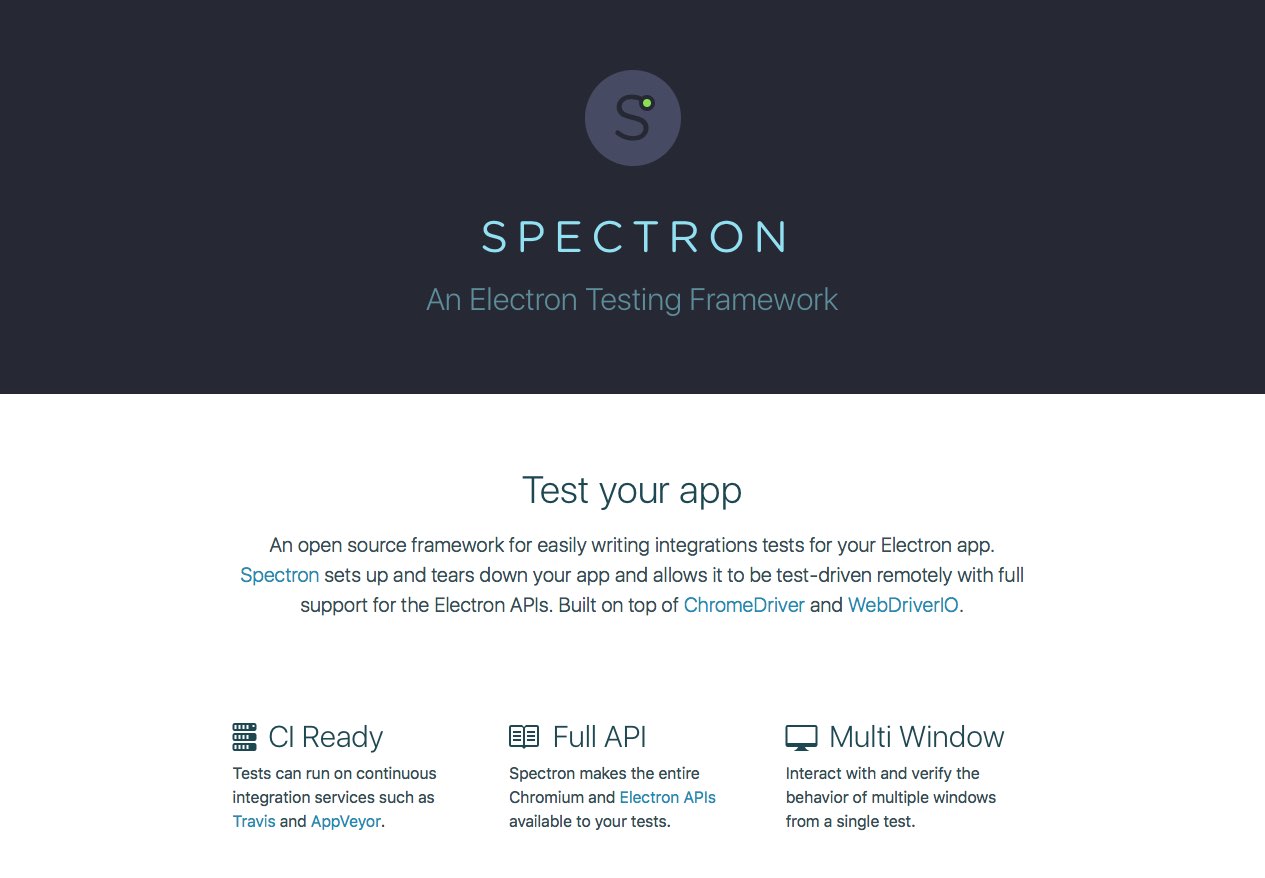 S
SPECTRON
An Electron Testing Framework
Test your app
An open source framework for easily writing integrations tests for your Electron app.
Spectron sets up and tears down your app and allows it to be test-driven remotely with full
support for the Electron APIs. Built on top of ChromeDriver and WebDriverIO.
CI Ready
Tests can run on continuous
integration services such as
Travis and AppVeyor.
Full API
Spectron makes the entire
Chromium and Electron APIs
available to your tests.
Multi Window
Interact with and verify the
behavior of multiple windows
from a single test.